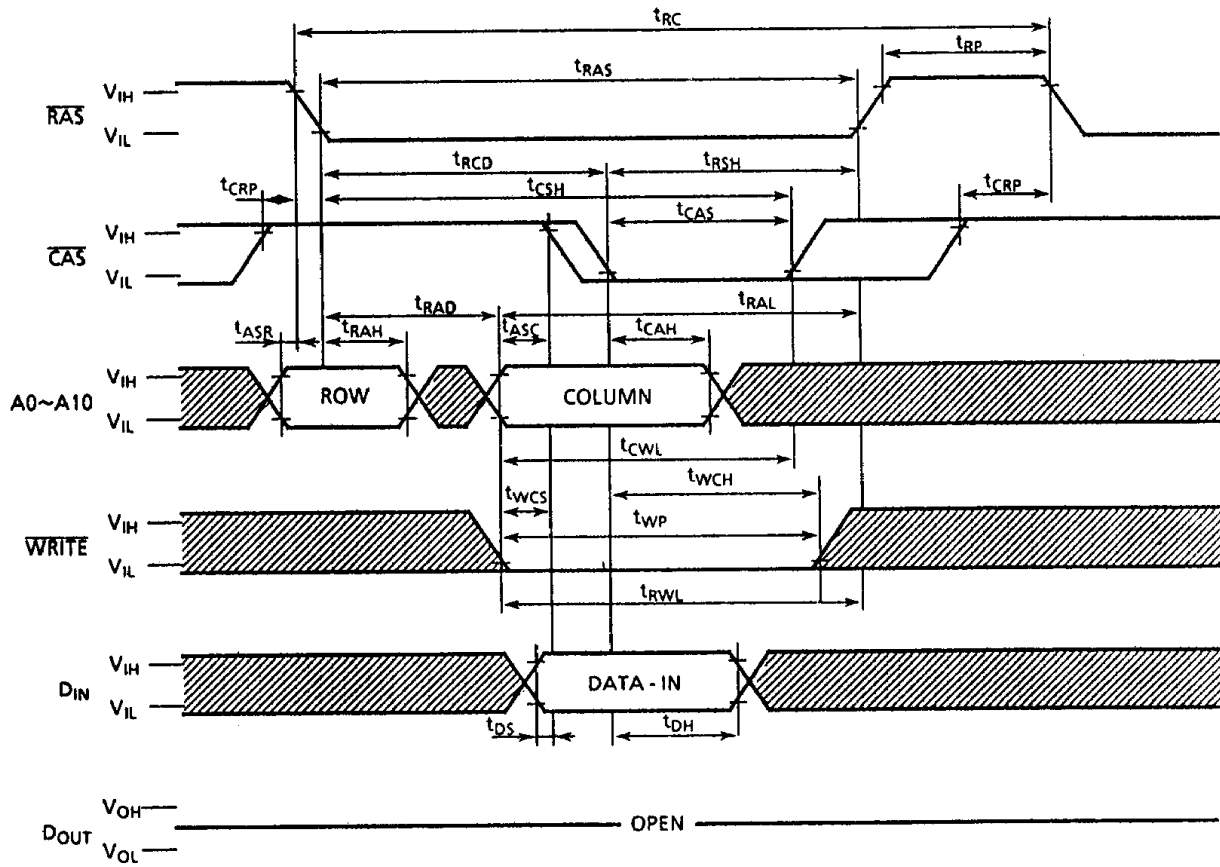 tRC
tRP
tRAS
VIH
RAS
VIL
tRCD
tRSH
tCRP
tCSH
tCRP
tCAS
VIH
CAS
VIL
tRAD
tRAL
tASR
tRAH
tASC
tCAH
VIH
A0~A10
ROW
COLUMN
VIL
tCWL
tWCH
tWCS
VIH
tWP
WRITE
VIL
tRWL
VIH
DIN
DATA - IN
VIL
tDS
tDH
VOH
DOUT
OPEN
VOL